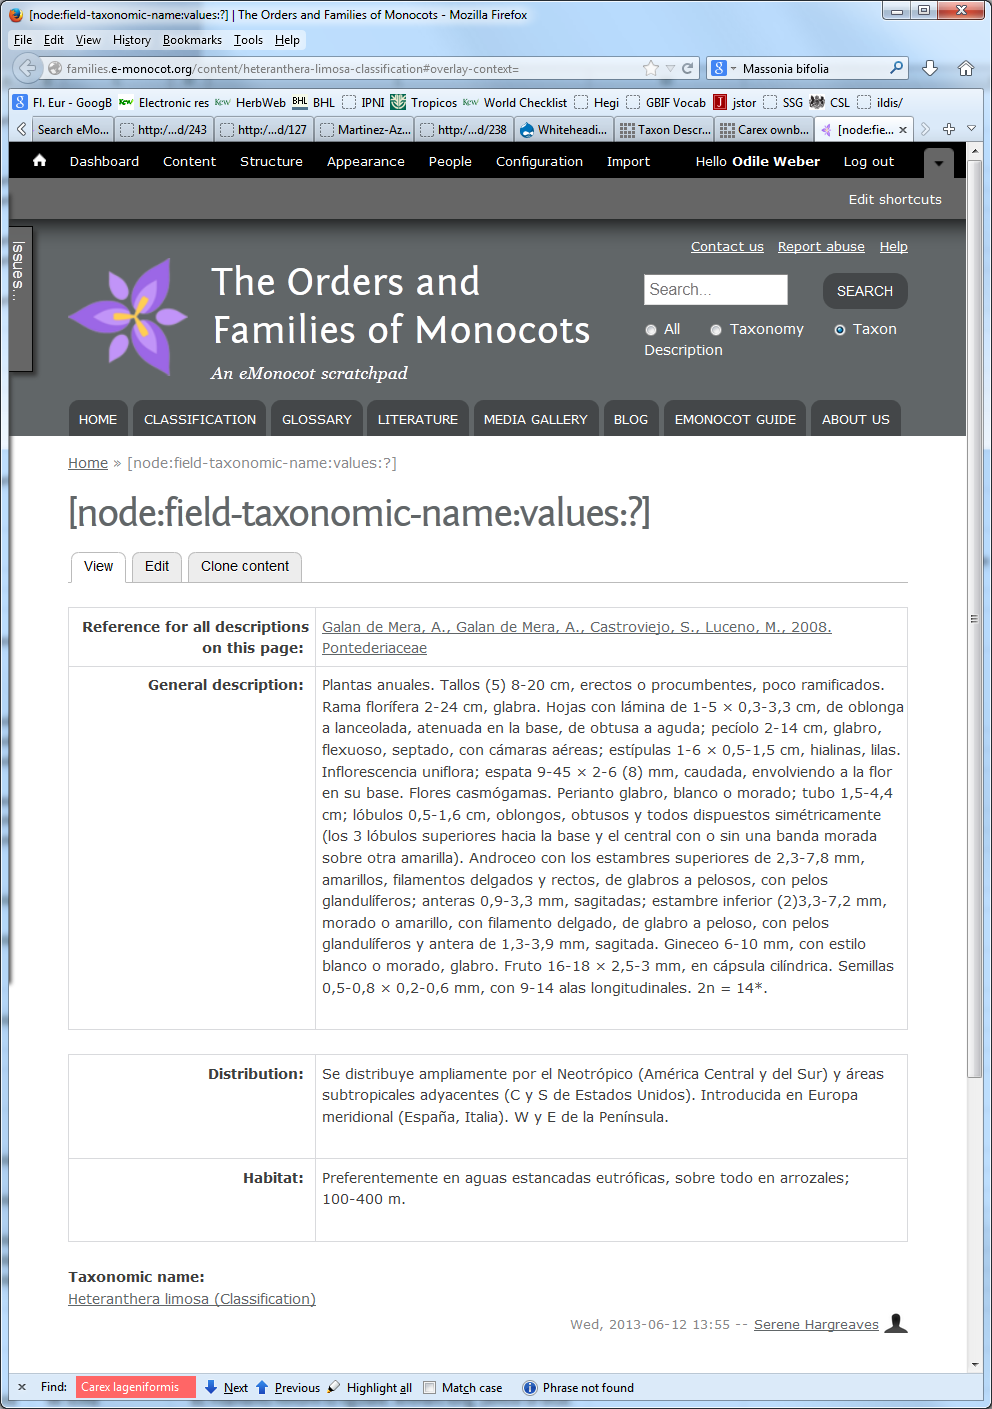 [node:field-taxonomic-name:values:?] | The Orders and Families of Monocots - Mozilla Firefox
File Edit View History Bookmarks Tools Help
families.e-monocot.org/content/heteranthera-limosa-classification#overlay-context=
Massonia bifolia
Fl. Eur - GoogB Kew Electronic res Kew HerbWeb BHL BHL IPNI Tropicos Kew World Checklist Hegi GBIF Vocab J jstor SSG CSL ildis/
Search eMo... http:/...d/243 http:/...d/127 Martinez-Az... http:/...d/238 Whiteheadi... Taxon Descr... Carex ownb... [node:fie...
Dashboard Content Structure Appearance People Configuration Import Hello Odile Weber Log out
Edit shortcuts
Issues...
Contact us Report abuse Help
The Orders and
Families of Monocots
An eMonocot scratchpad
Search... SEARCH
All Taxonomy Taxon
Description
HOME CLASSIFICATION GLOSSARY LITERATURE MEDIA GALLERY BLOG EMONOCOT GUIDE ABOUT US
Home » [node:field-taxonomic-name:values:?]
[node:field-taxonomic-name:values:?]
View Edit Clone content
Reference for all descriptions on this page: Galan de Mera, A., Galan de Mera, A., Castroviejo, S., Luceno, M., 2008.
Pontederiaceae
General description: Plantas anuales. Tallos (5) 8-20 cm, erectos o procumbentes, poco ramificados.
Rama florífera 2-24 cm, glabra. Hojas con lámina de 1-5 × 0,3-3,3 cm, de oblonga
a lanceolada, atenuada en la base, de obtusa a aguda; pecíolo 2-14 cm, glabro,
flexuoso, septado, con cámaras aéreas; estípulas 1-6 × 0,5-1,5 cm, hialinas, lilas.
Inflorescencia uniflora; espata 9-45 × 2-6 (8) mm, caudada, envolviendo a la flor
en su base. Flores casmógamas. Perianto glabro, blanco o morado; tubo 1,5-4,4
cm; lóbulos 0,5-1,6 cm, oblongos, obtusos y todos dispuestos simétricamente
(los 3 lóbulos superiores hacia la base y el central con o sin una banda morada
sobre otra amarilla). Androceo con los estambres superiores de 2,3-7,8 mm,
amarillos, filamentos delgados y rectos, de glabros a pelosos, con pelos
glandulíferos; anteras 0,9-3,3 mm, sagitadas; estambre inferior (2)3,3-7,2 mm,
morado o amarillo, con filamento delgado, de glabro a peloso, con pelos
glandulíferos y antera de 1,3-3,9 mm, sagitada. Gineceo 6-10 mm, con estilo
blanco o morado, glabro. Fruto 16-18 × 2,5-3 mm, en cápsula cilíndrica. Semillas
0,5-0,8 × 0,2-0,6 mm, con 9-14 alas longitudinales. 2n = 14*.
Distribution: Se distribuye ampliamente por el Neotrópico (América Central y del Sur) y áreas
subtropicales adyacentes (C y S de Estados Unidos). Introducida en Europa
meridional (España, Italia). W y E de la Península.
Habitat: Preferentemente en aguas estancadas eutróficas, sobre todo en arrozales;
100-400 m.
Taxonomic name:
Heteranthera limosa (Classification)
Wed, 2013-06-12 13:55 -- Serene Hargreaves
Find: Carex lageniformis Next Previous Highlight all Match case Phrase not found